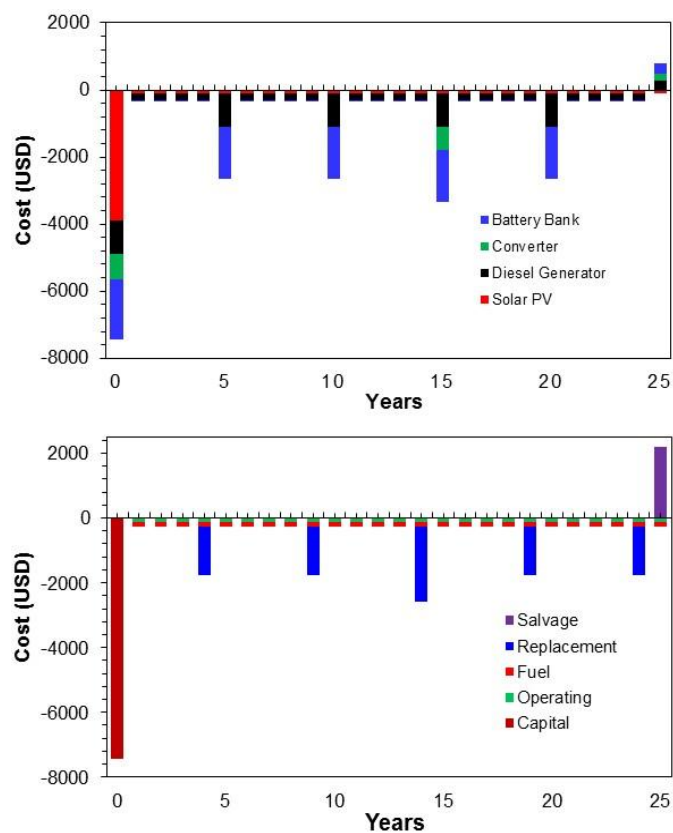 2000
0
-2000
-4000
-6000
-8000
Cost (USD)
Battery Bank
Converter
Diesel Generator
Solar PV
0 5 10 15 20 25
Years
2000
0
-2000
-4000
-6000
-8000
Cost (USD)
Salvage
Replacement
Fuel
Operating
Capital
0 5 10 15 20 25
Years